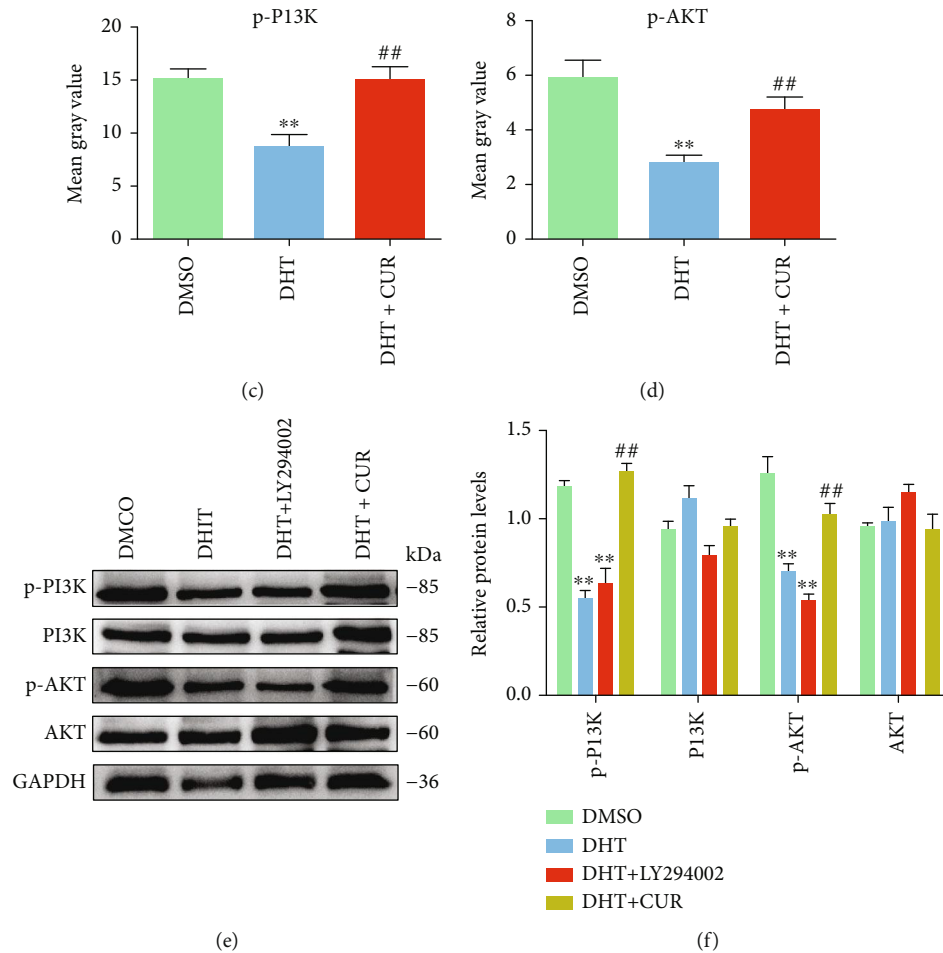 p-P13K
Mean gray value
20
15
10
5
0
**
##
DMSO
DHT
DHT + CUR
(c)
p-AKT
Mean gray value
8
6
4
2
0
**
##
DMSO
DHT
DHT + CUR
(d)
DMCO
DHIT
DHT+LY294002
DHT + CUR
kDa
p-PI3K
–85
PI3K
–85
p-AKT
–60
AKT
–60
GAPDH
–36
(e)
Relative protein levels
1.5
1.0
0.5
0.0
**
**
##
**
**
##
p-P13K
P13K
p-AKT
AKT
DMSO
DHT
DHT+LY294002
DHT+CUR
(f)